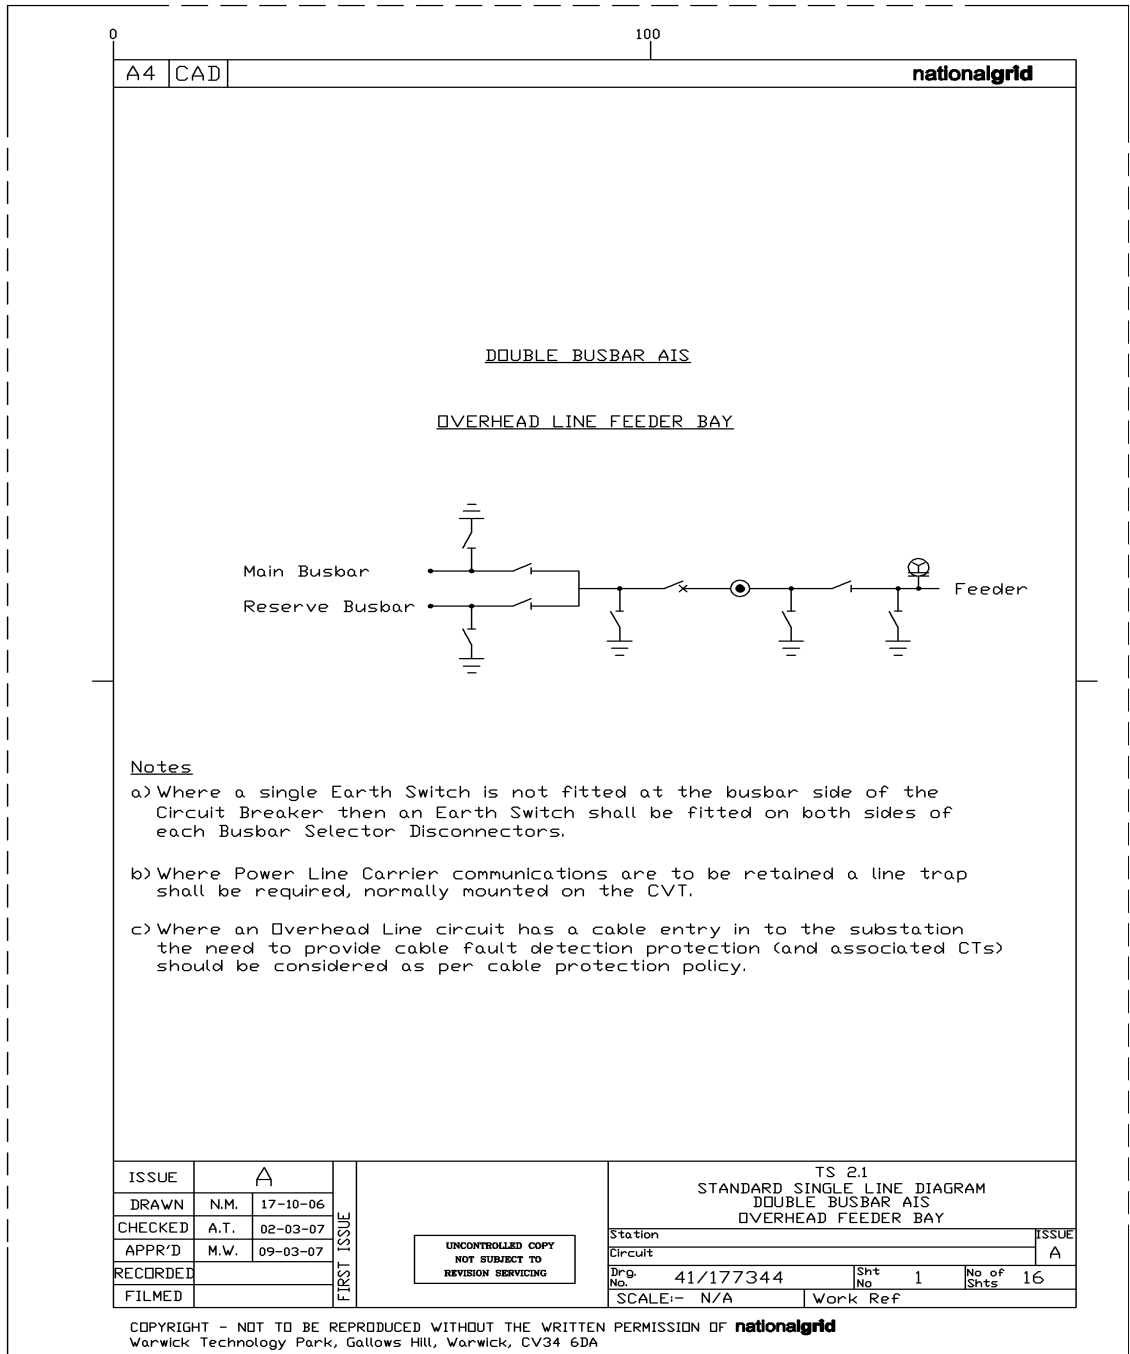 0 100
A4 CAD nationalgrid
DOUBLE BUSBAR AIS
OVERHEAD LINE FEEDER BAY
Main Busbar
Reserve Busbar
Feeder
Notes
a) Where a single Earth Switch is not fitted at the busbar side of the
Circuit Breaker then an Earth Switch shall be fitted on both sides of
each Busbar Selector Disconnectors.
b) Where Power Line Carrier communications are to be retained a line trap
shall be required, normally mounted on the CVT.
c) Where an Overhead Line circuit has a cable entry in to the substation
the need to provide cable fault detection protection (and associated CTs)
should be considered as per cable protection policy.
ISSUE A
DRAWN N.M. 17-10-06
CHECKED A.T. 02-03-07
APPR'D M.W. 09-03-07
RECORDED
FILMED
FIRST ISSUE
UNCONTROLLED COPY
NOT SUBJECT TO
REVISION SERVICING
TS 2.1
STANDARD SINGLE LINE DIAGRAM
DOUBLE BUSBAR AIS
OVERHEAD FEEDER BAY
Station ISSUE
Circuit A
Drg. No. 41/177344 Sht No 1 No of Shts 16
SCALE:- N/A Work Ref
COPYRIGHT - NOT TO BE REPRODUCED WITHOUT THE WRITTEN PERMISSION OF nationalgrid
Warwick Technology Park, Gallows Hill, Warwick, CV34 6DA